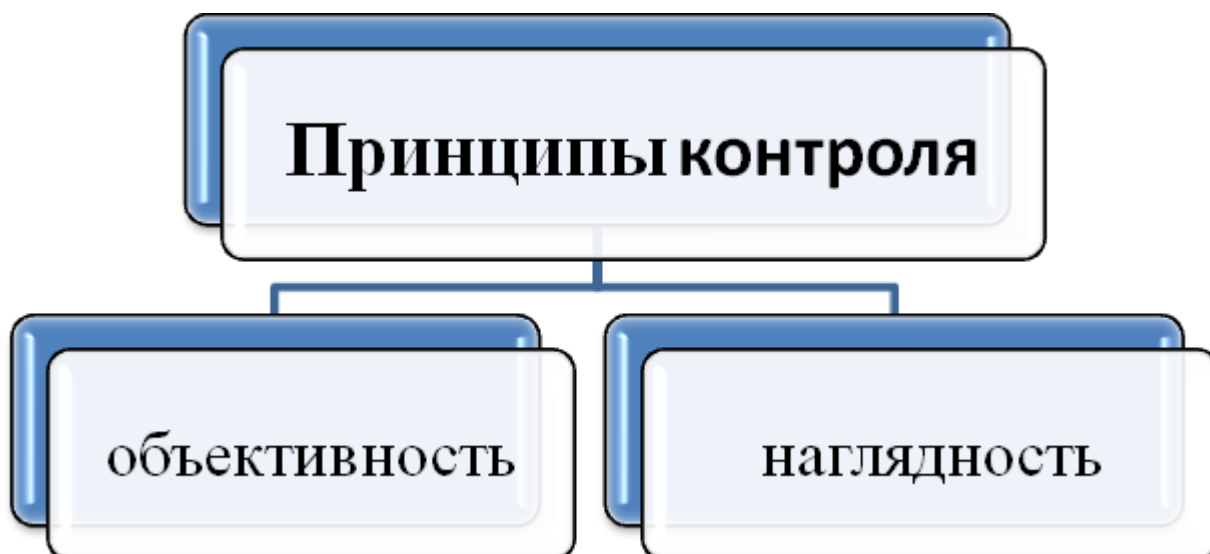 Принципы контроля
объективность
наглядность